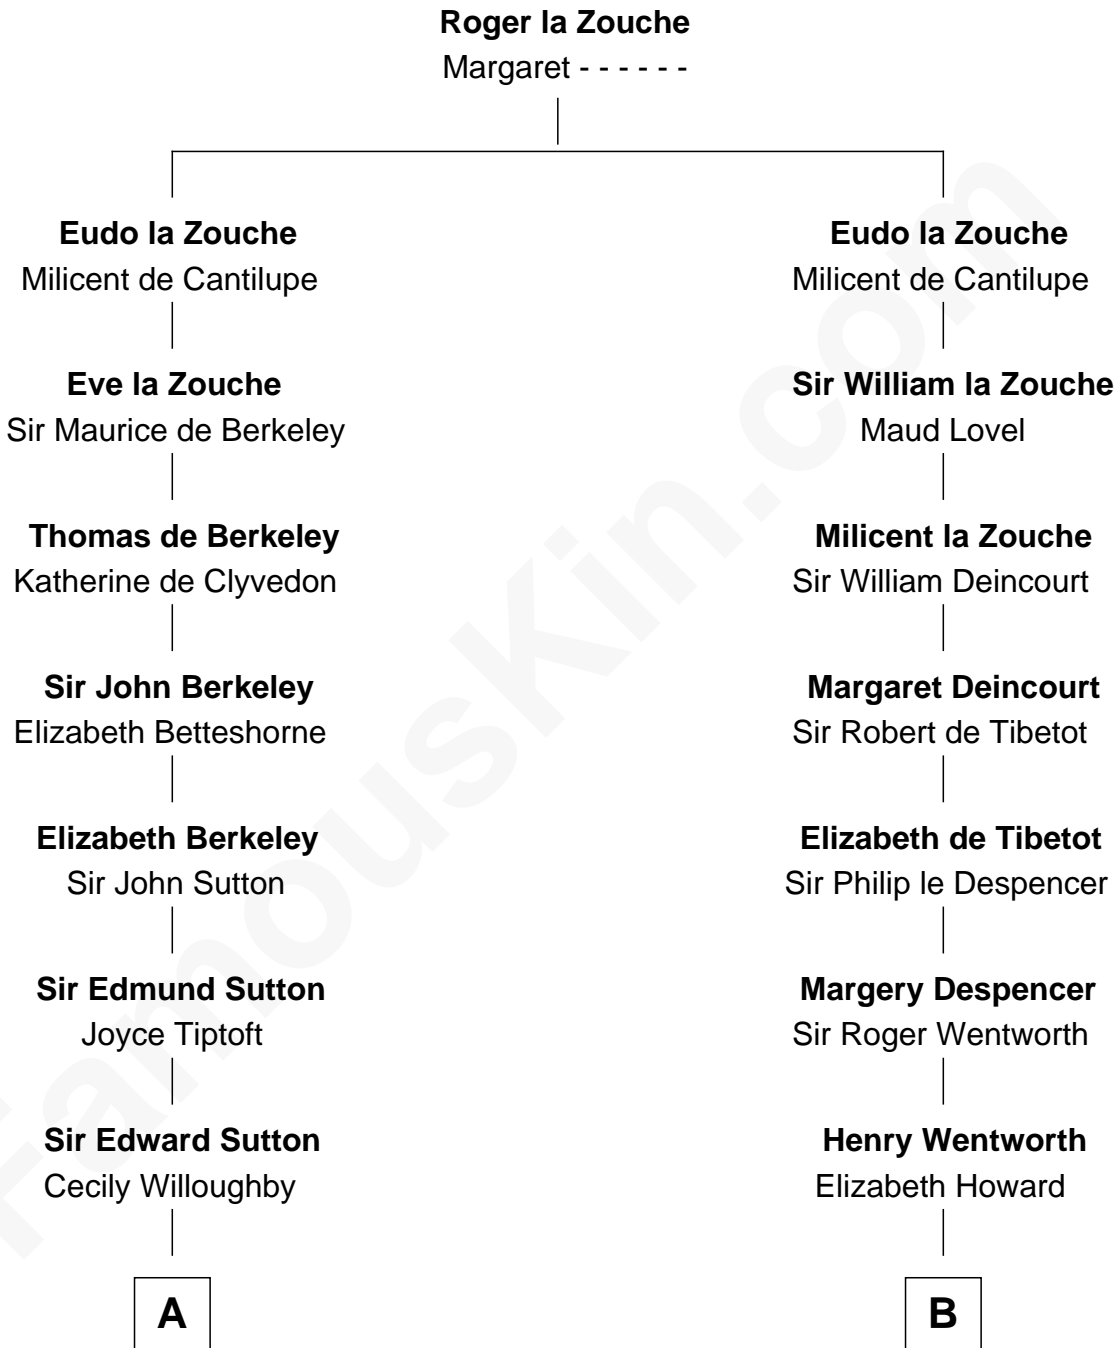 Roger la Zouche
Margaret - - - - - -
Eudo la Zouche
Milicent de Cantilupe
Eve la Zouche
Sir Maurice de Berkeley
Thomas de Berkeley
Katherine de Clyvedon
Sir John Berkeley
Elizabeth Betteshorne
Elizabeth Berkeley
Sir John Sutton
Sir Edmund Sutton
Joyce Tiptoft
Sir Edward Sutton
Cecily Willoughby
A
Eudo la Zouche
Milicent de Cantilupe
Sir William la Zouche
Maud Lovel
Milicent la Zouche
Sir William Deincourt
Margaret Deincourt
Sir Robert de Tibetot
Elizabeth de Tibetot
Sir Philip le Despencer
Margery Despencer
Sir Roger Wentworth
Henry Wentworth
Elizabeth Howard
B
FamousKin.com